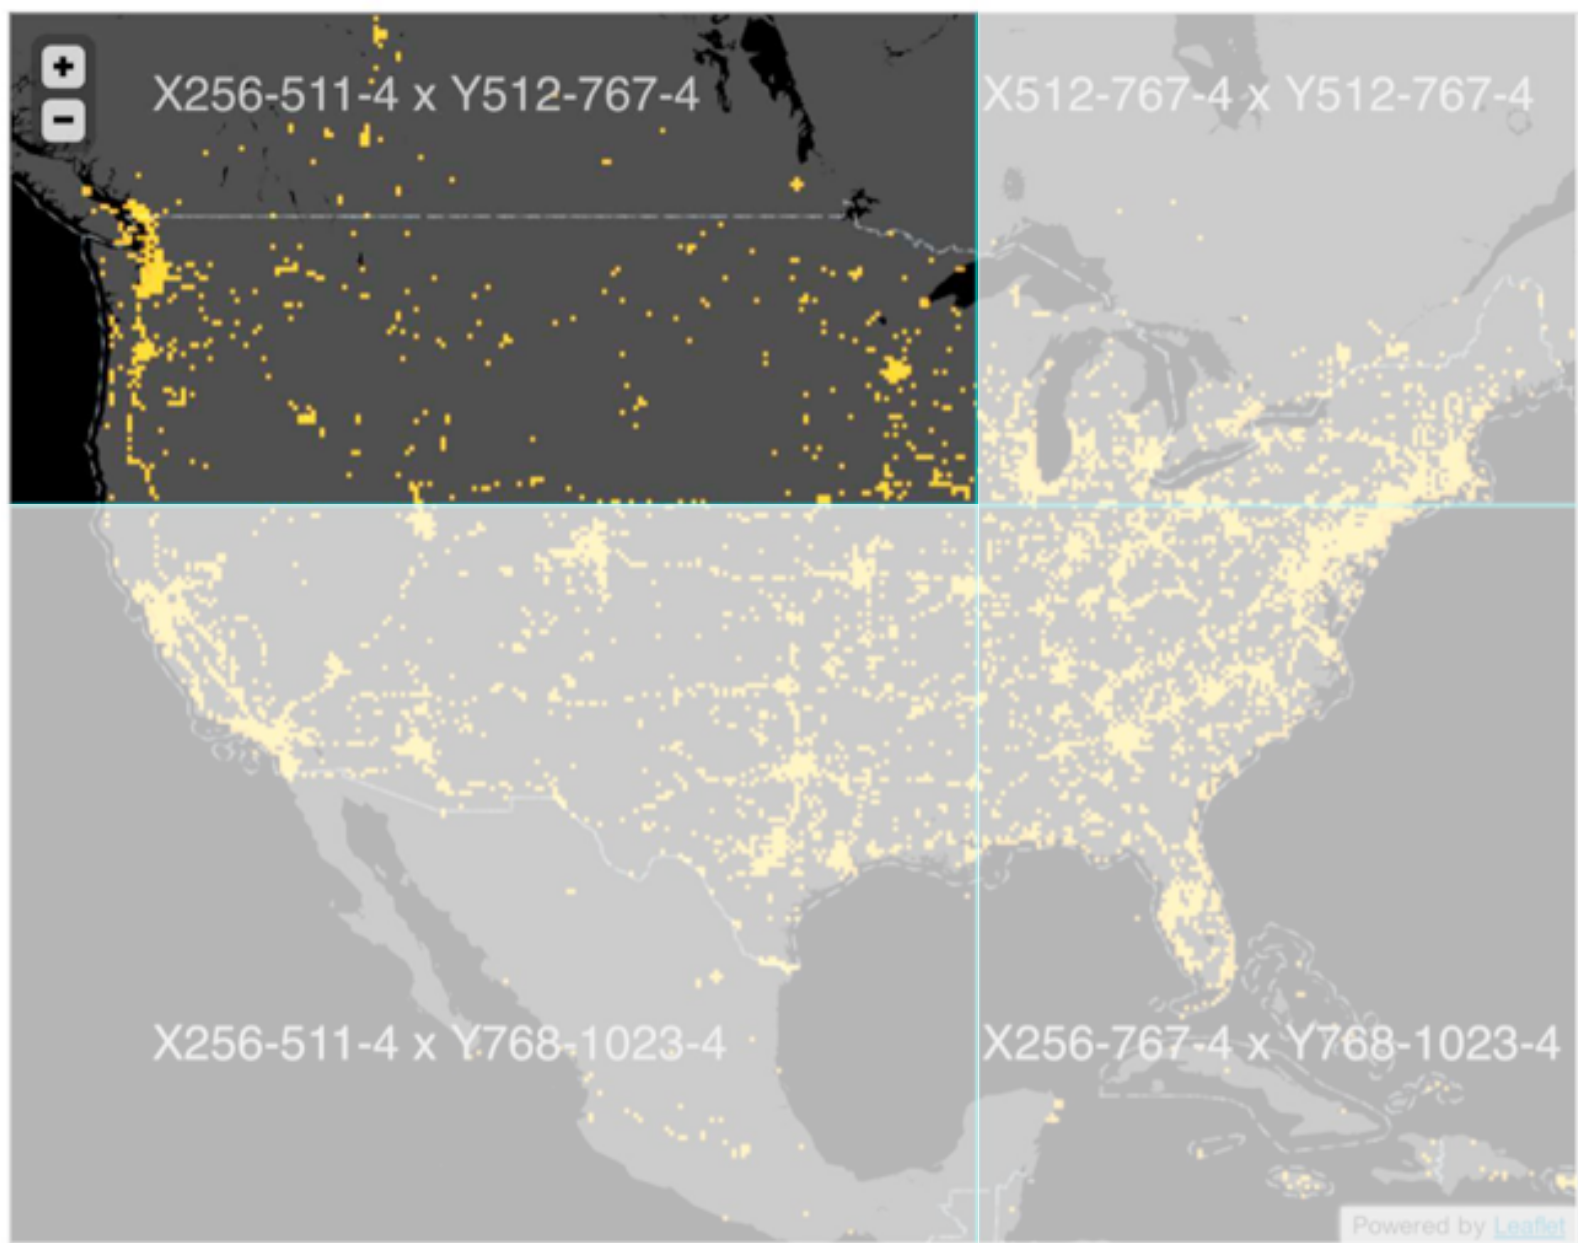 +
X256-511-4 x Y512-767-4
X512-767-4 x Y512-767-4
−
X256-511-4 x Y768-1023-4
X256-767-4 x Y768-1023-4
Powered by Leaflet